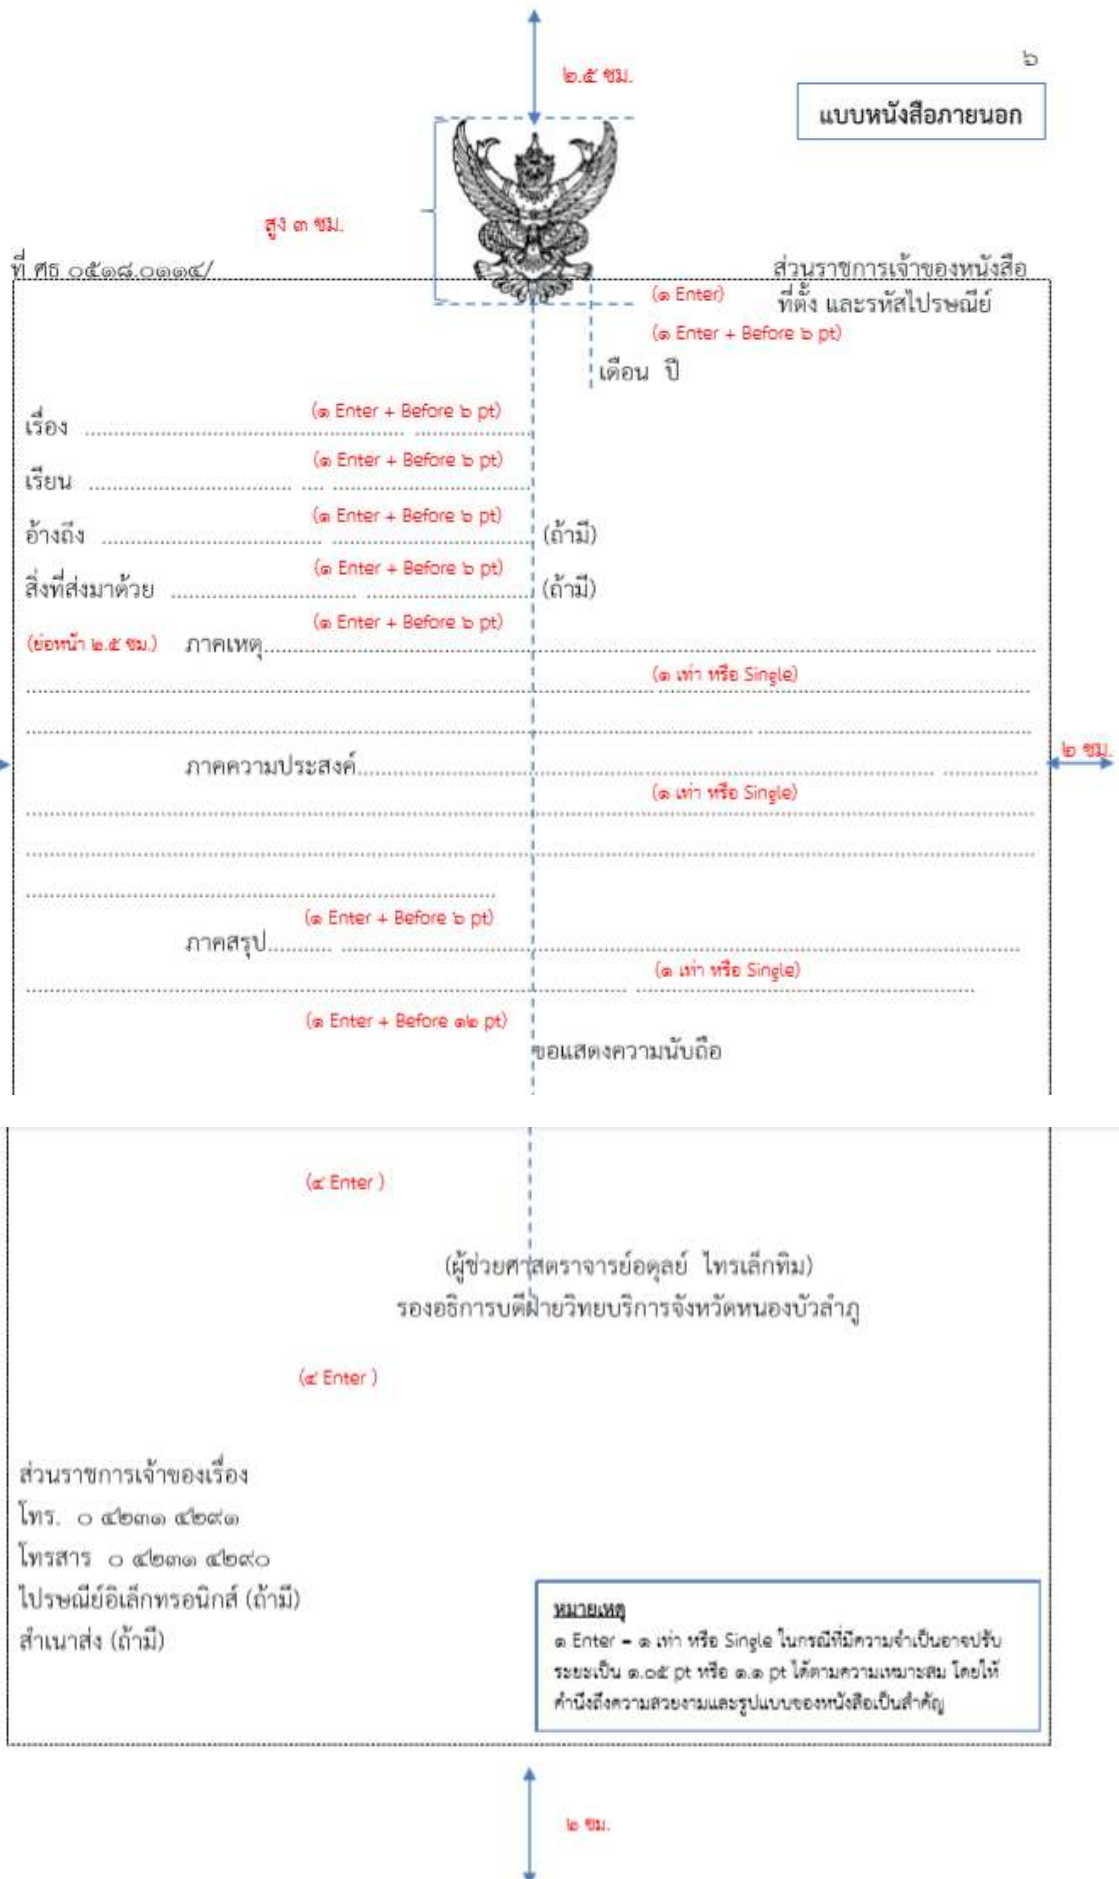 ๒.๕ ซม.
๖
แบบหนังสือภายนอก
สูง ๓ ซม.
ที่ ศธ ๐๕๑๘.๐๑๑๔/
ส่วนราชการเจ้าของหนังสือ
(๑ Enter)
ที่ตั้ง และรหัสไปรษณีย์
(๑ Enter + Before ๖ pt)
เดือน ปี
(๑ Enter + Before ๖ pt)
เรื่อง ................................................................
(๑ Enter + Before ๖ pt)
เรียน ................................................................
(๑ Enter + Before ๖ pt)
อ้างถึง ................................................................ (ถ้ามี)
(๑ Enter + Before ๖ pt)
สิ่งที่ส่งมาด้วย ................................................................ (ถ้ามี)
(๑ Enter + Before ๖ pt)
(ย่อหน้า ๒.๕ ซม.) ภาคเหตุ................................................................
(๑ เท่า หรือ Single)
................................................................
................................................................
๒ ซม.
ภาคความประสงค์................................................................
(๑ เท่า หรือ Single)
................................................................
................................................................
................................................................
(๑ Enter + Before ๖ pt)
ภาคสรุป................................................................
(๑ เท่า หรือ Single)
................................................................
(๑ Enter + Before ๑๒ pt)
ขอแสดงความนับถือ
(๔ Enter )
(ผู้ช่วยศาสตราจารย์อดุลย์ ไทรเล็กทิม)
รองอธิการบดีฝ่ายวิทยบริการจังหวัดหนองบัวลำภู
(๔ Enter )
ส่วนราชการเจ้าของเรื่อง
โทร. ๐ ๔๒๓๑ ๔๒๙๑
โทรสาร ๐ ๔๒๓๑ ๔๒๙๐
ไปรษณีย์อิเล็กทรอนิกส์ (ถ้ามี)
สำเนาส่ง (ถ้ามี)
หมายเหตุ
๑ Enter = ๑ เท่า หรือ Single ในกรณีที่มีความจำเป็นอาจปรับ
ระยะเป็น ๑.๐๕ pt หรือ ๑.๑ pt ได้ตามความเหมาะสม โดยให้
คำนึงถึงความสวยงามและรูปแบบของหนังสือเป็นสำคัญ
๒ ซม.